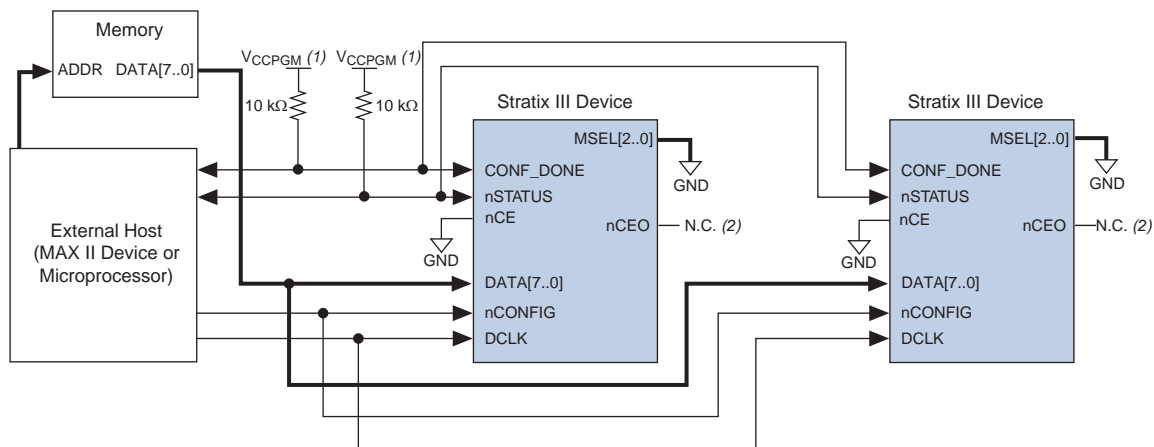 Memory
ADDR DATA[7..0]
VCCPGM (1) VCCPGM (1)
10 kΩ 10 kΩ
External Host
(MAX II Device or
Microprocessor)
Stratix III Device
MSEL[2..0]
GND
CONF_DONE
nSTATUS
nCE
GND
nCEO
N.C. (2)
DATA[7..0]
nCONFIG
DCLK
Stratix III Device
MSEL[2..0]
GND
CONF_DONE
nSTATUS
nCE
GND
nCEO
N.C. (2)
DATA[7..0]
nCONFIG
DCLK